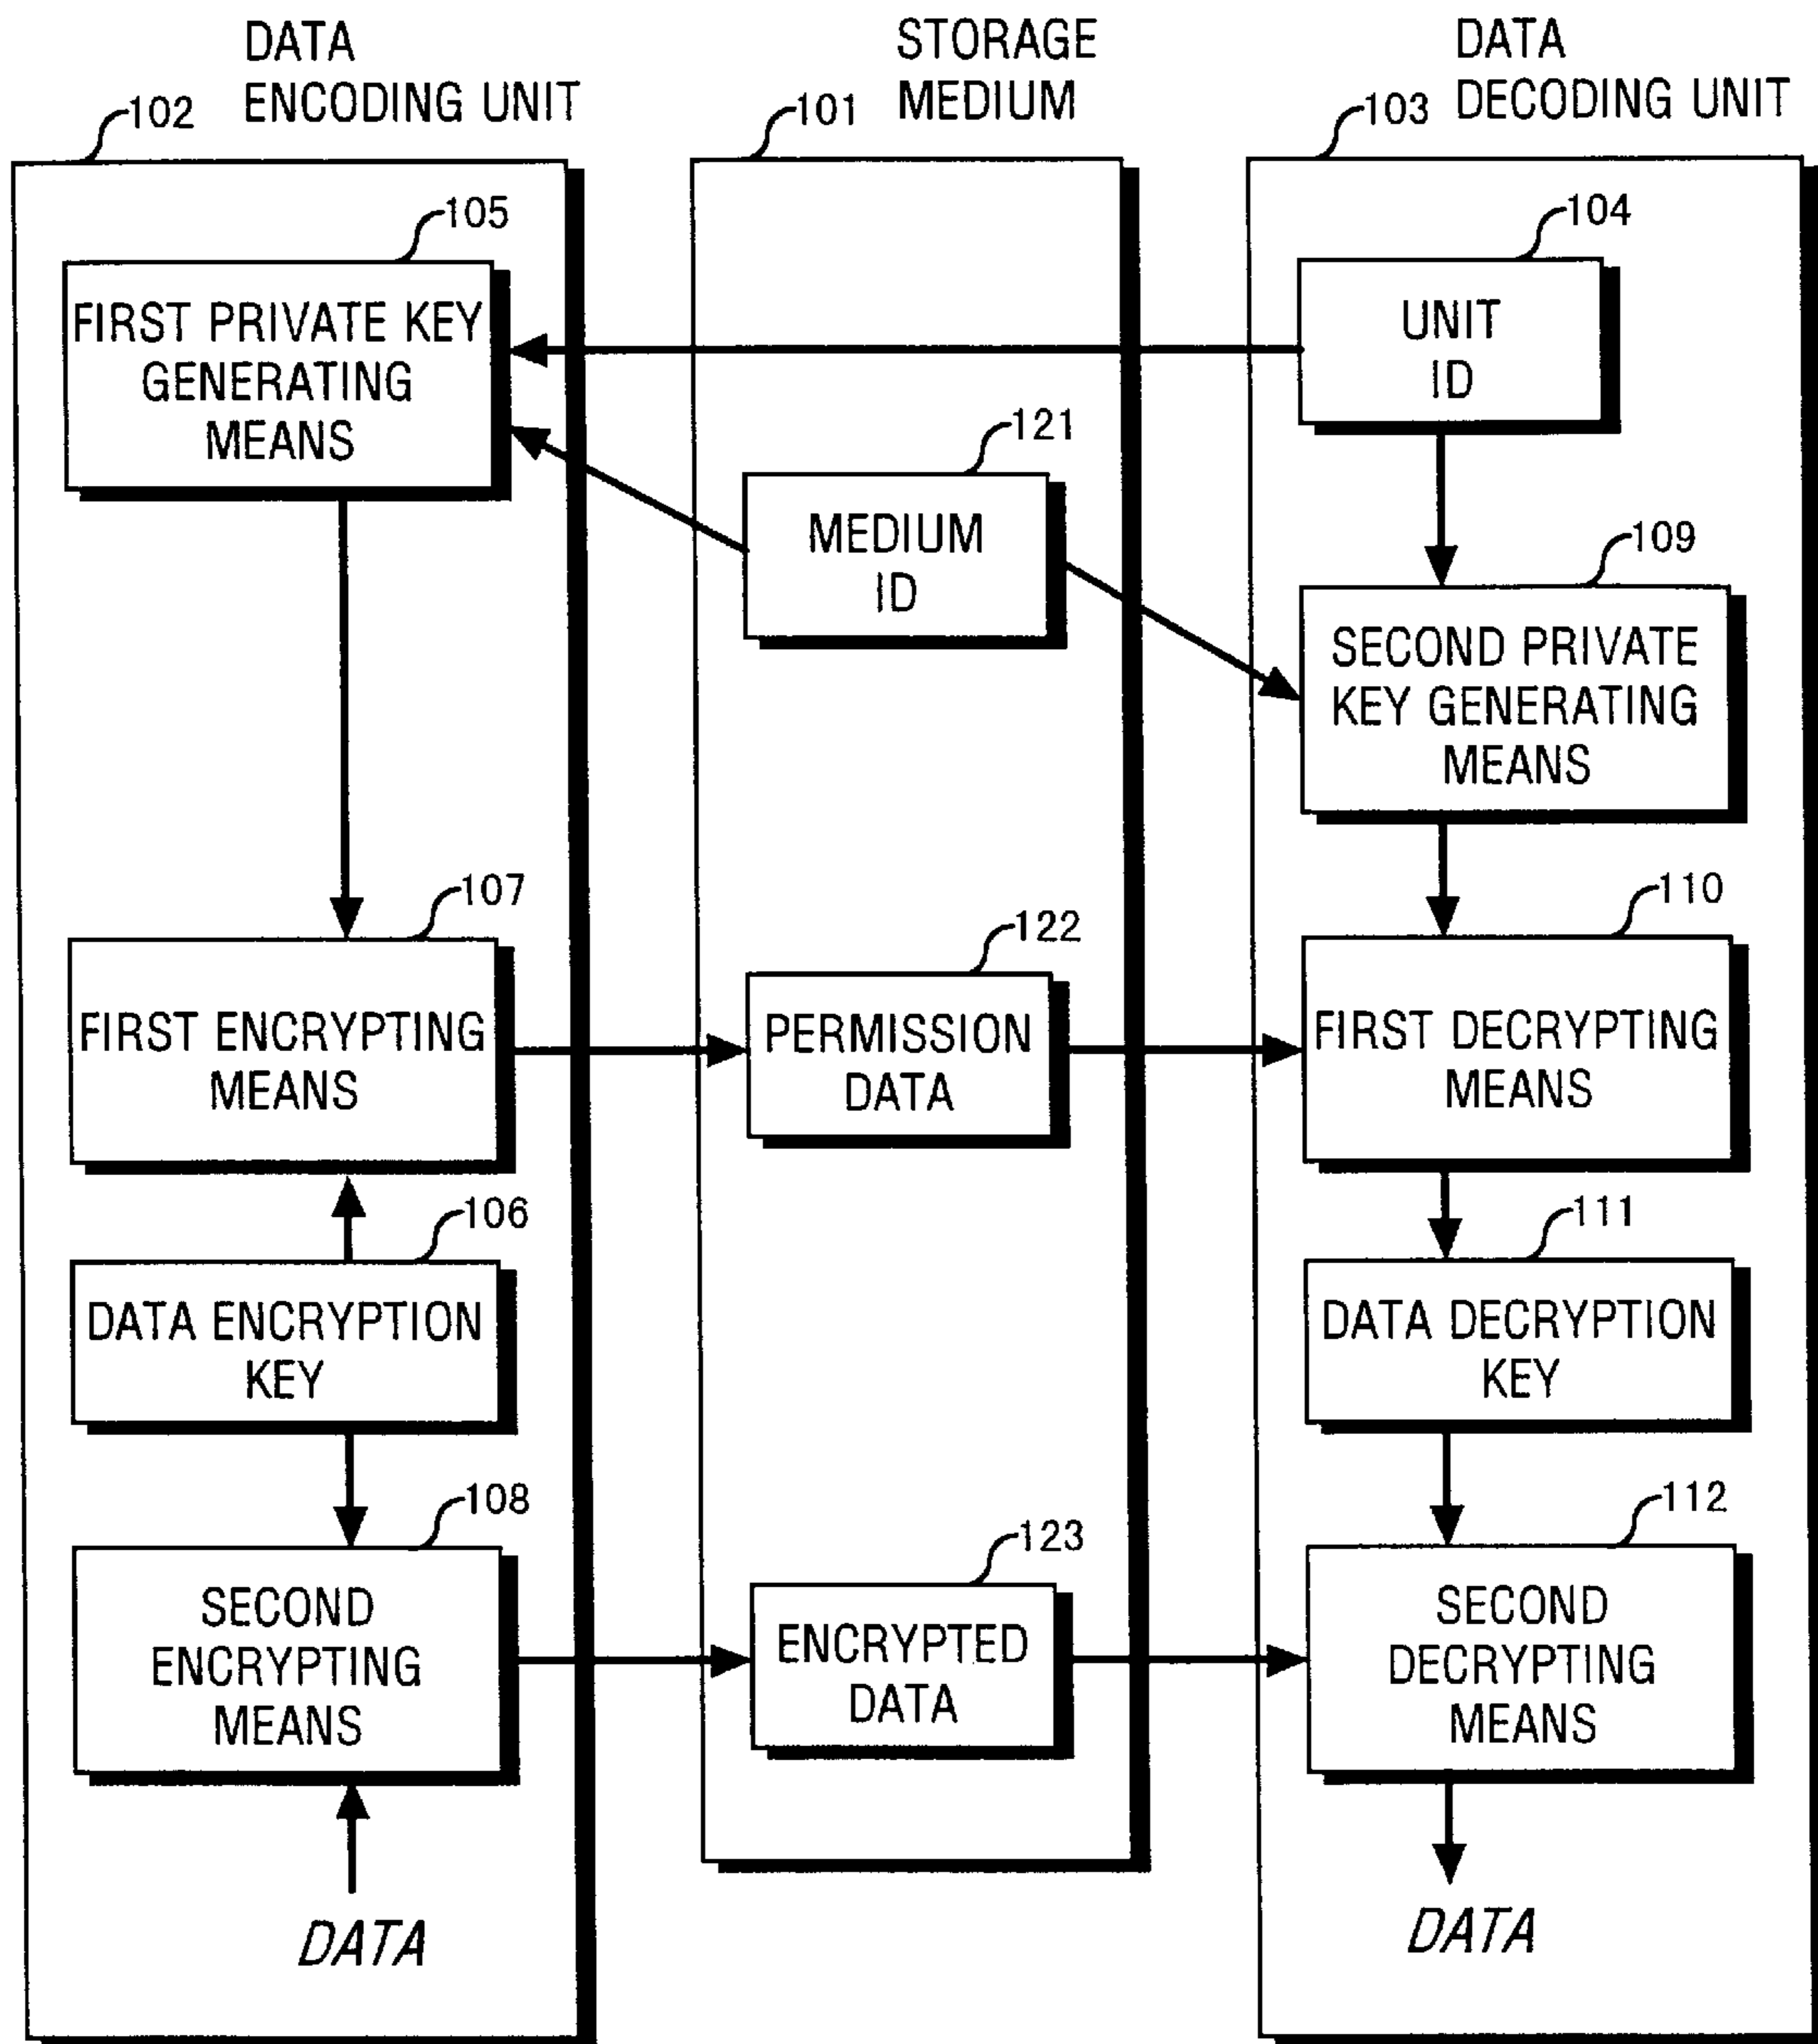 DATA
ENCODING UNIT
102
STORAGE
MEDIUM
101
DATA
DECODING UNIT
103
105
FIRST PRIVATE KEY
GENERATING
MEANS
104
UNIT
ID
121
MEDIUM
ID
109
SECOND PRIVATE
KEY GENERATING
MEANS
107
FIRST ENCRYPTING
MEANS
122
PERMISSION
DATA
110
FIRST DECRYPTING
MEANS
106
DATA ENCRYPTION
KEY
111
DATA DECRYPTION
KEY
108
SECOND
ENCRYPTING
MEANS
123
ENCRYPTED
DATA
112
SECOND
DECRYPTING
MEANS
DATA
DATA